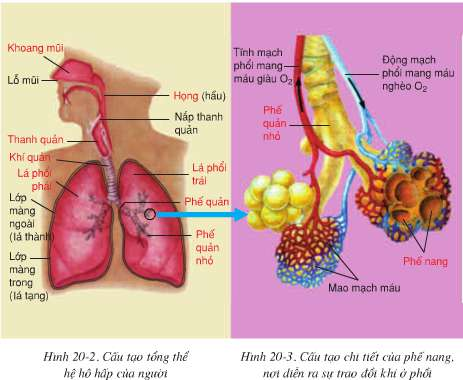 Khoang mũi
Lỗ mũi
Họng (hầu)
Nắp thanh
quản
Thanh quản
Khí quản
Lá phổi
phải
Lá phổi
trái
Lớp
màng
ngoài
(lá thành)
Phế quản
Phế
quản
nhỏ
Lớp
màng
trong
(lá tạng)
Hình 20-2. Cấu tạo tổng thể
hệ hô hấp của người
Tĩnh mạch
phổi mang
máu giàu O2
Động mạch
phổi mang máu
nghèo O2
Phế
quản
nhỏ
Phế nang
Mao mạch máu
Hình 20-3. Cấu tạo chi tiết của phế nang,
nơi diễn ra sự trao đổi khí ở phổi